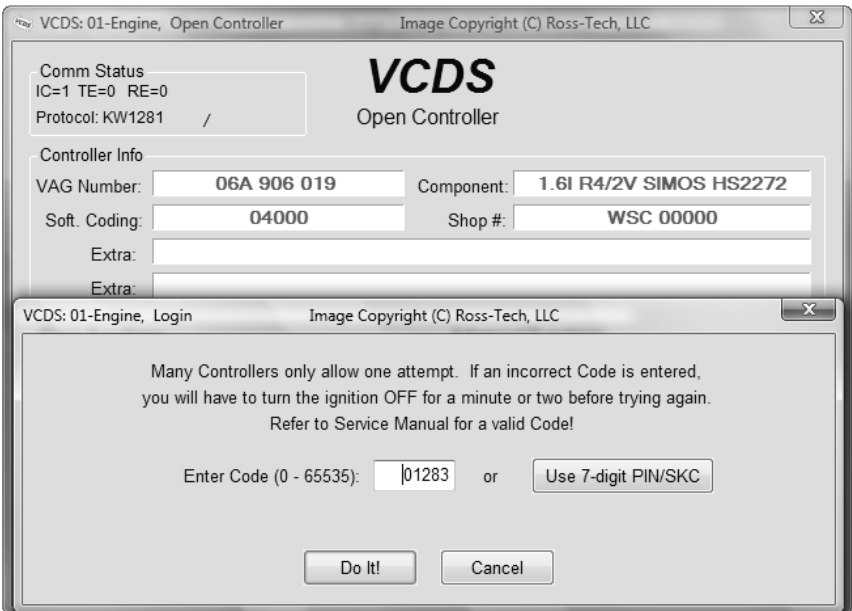 VCDS: 01-Engine, Open Controller Image Copyright (C) Ross-Tech, LLC
Comm Status
IC=1 TE=0 RE=0
Protocol: KW1281 /
VCDS
Open Controller
Controller Info
VAG Number: 06A 906 019 Component: 1.6l R4/2V SIMOS HS2272
Soft. Coding: 04000 Shop #: WSC 00000
Extra:
Extra:
VCDS: 01-Engine, Login Image Copyright (C) Ross-Tech, LLC
Many Controllers only allow one attempt. If an incorrect Code is entered,
you will have to turn the ignition OFF for a minute or two before trying again.
Refer to Service Manual for a valid Code!
Enter Code (0 - 65535): 01283 or Use 7-digit PIN/SKC
Do It! Cancel